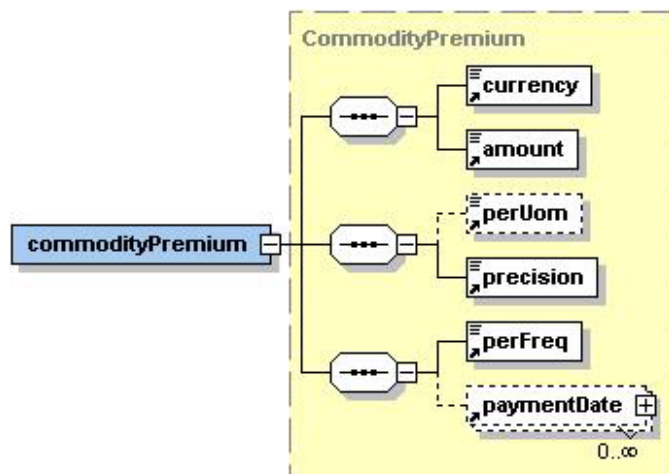 CommodityPremium
currency
amount
commodityPremium
perUom
precision
perFreq
paymentDate
0..∞